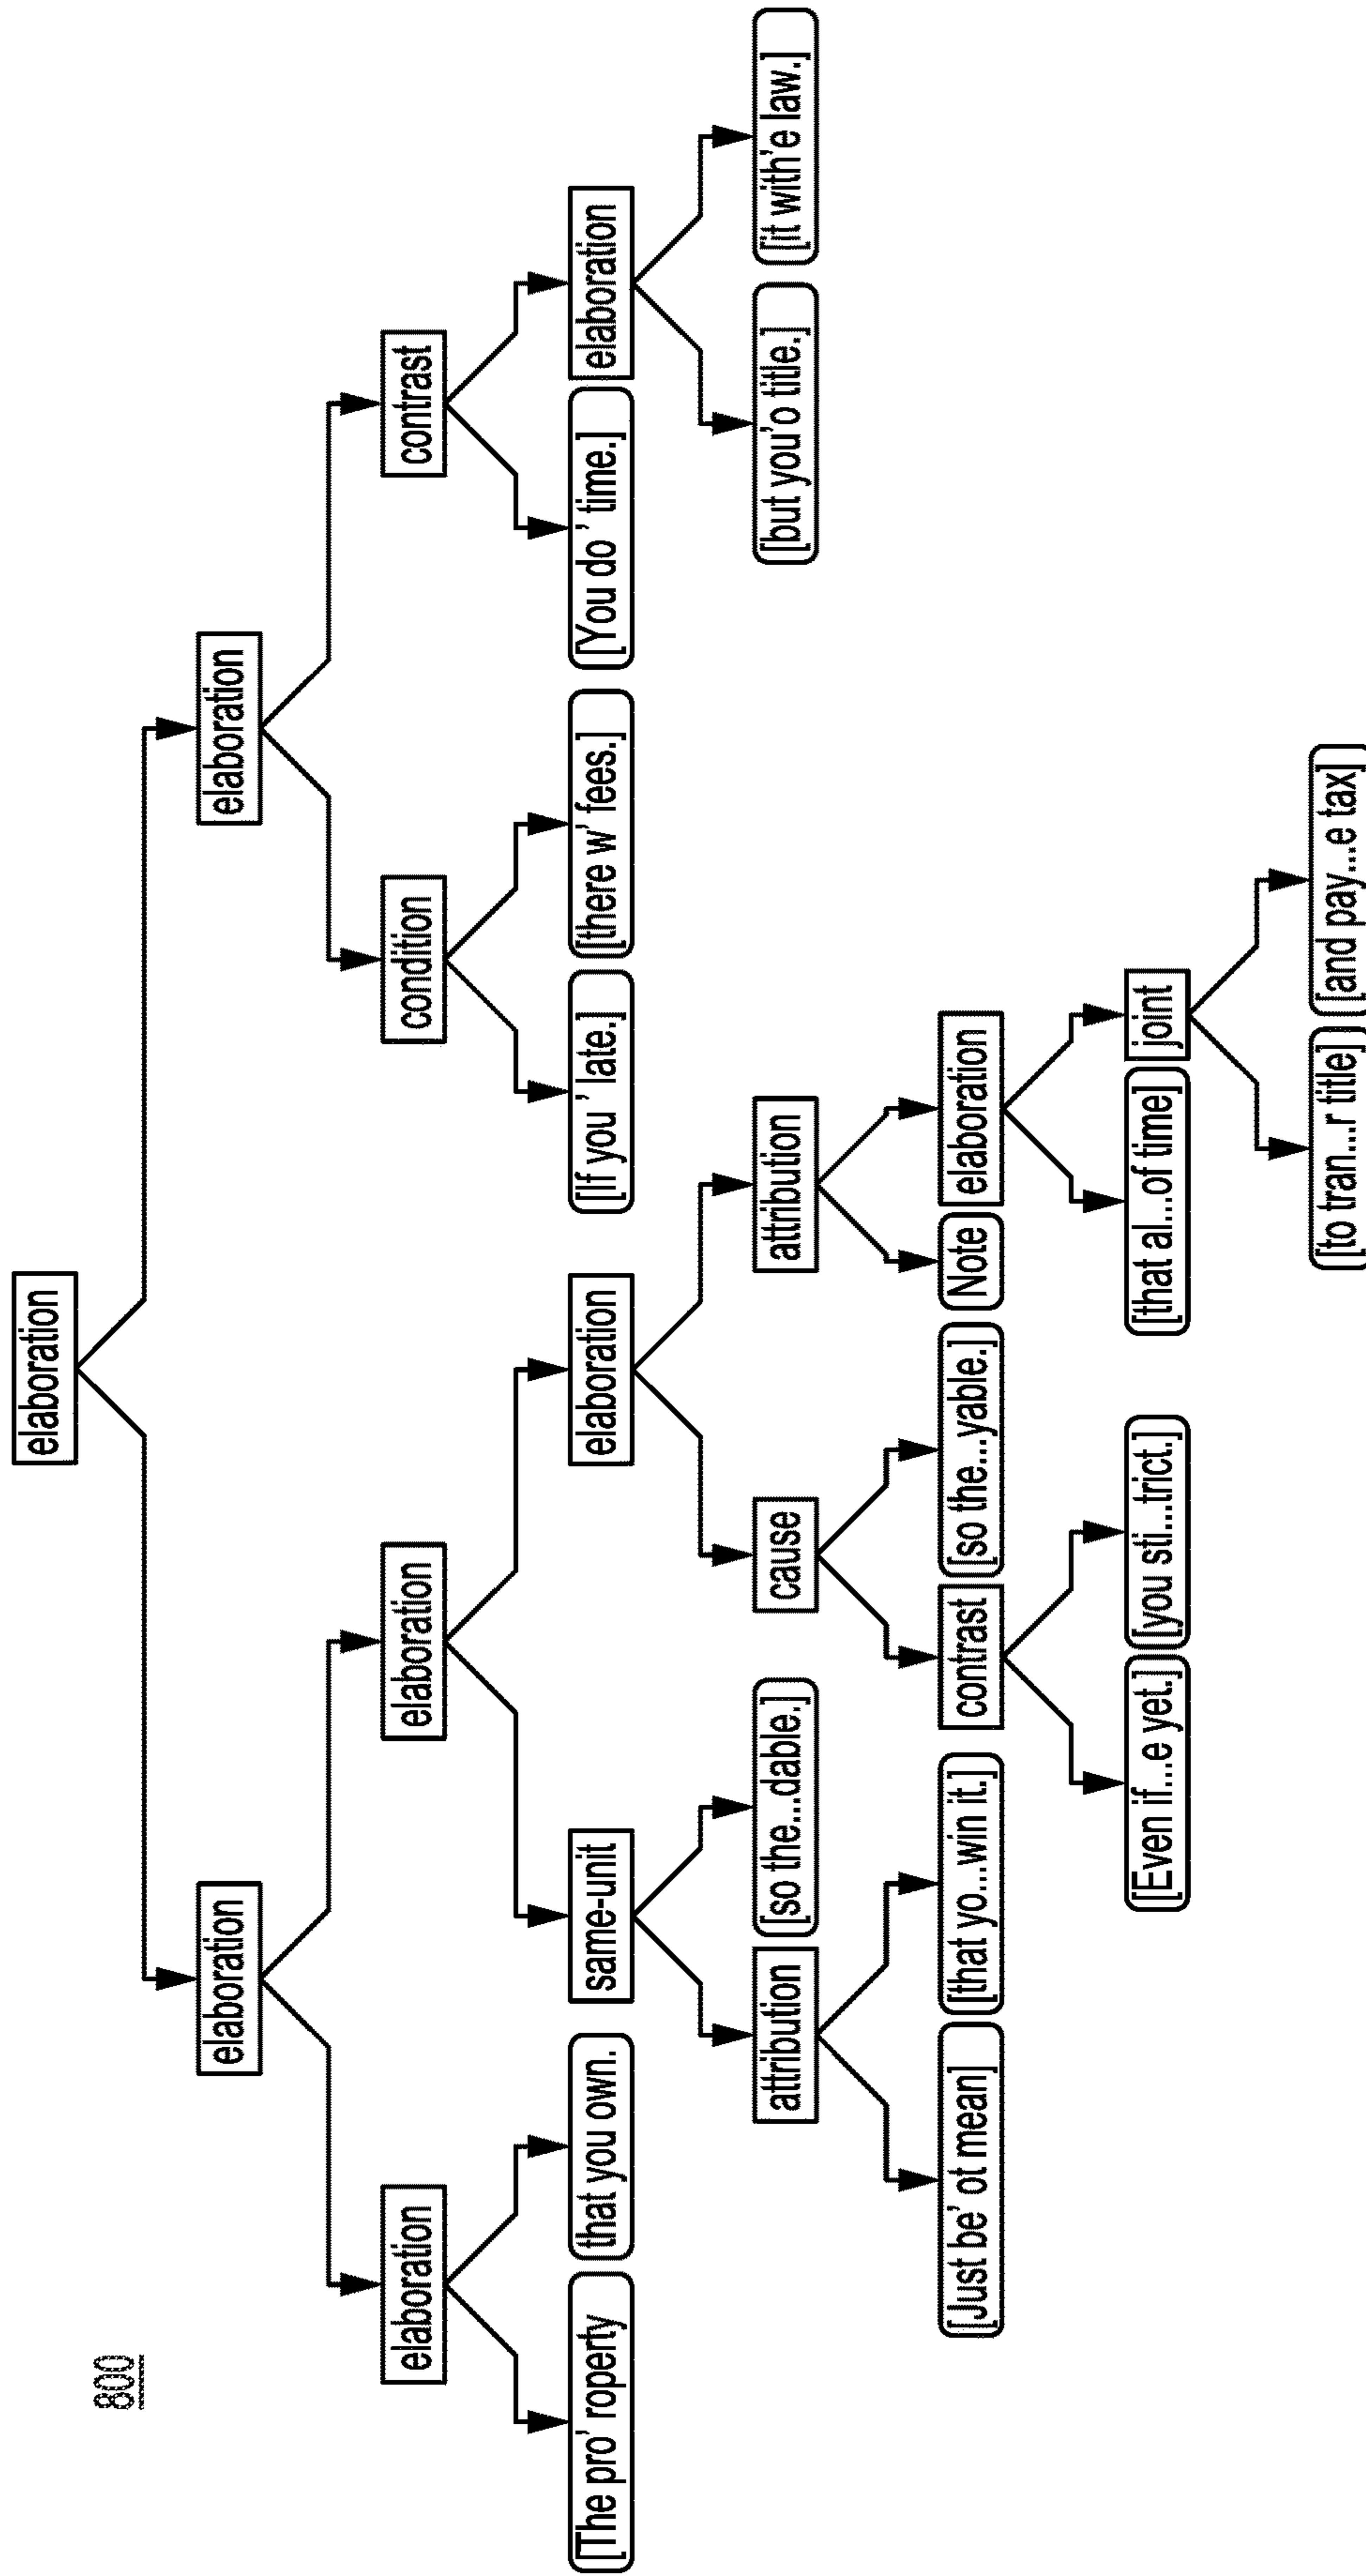 800
elaboration
elaboration
elaboration
elaboration
elaboration
condition
contrast
[The pro' roperty
that you own.
same-unit
elaboration
[If you ' late.]
[there w' fees.]
[You do ' time.]
elaboration
attribution
[so the...dable.]
cause
attribution
[but you'o title.]
[it with'e law.]
[Just be' ot mean]
[that yo...win it.]
contrast
[so the...yable.]
Note
elaboration
[Even if...e yet.]
[you sti...trict.]
[that al...of time]
joint
[to tran...r title]
[and pay...e tax]